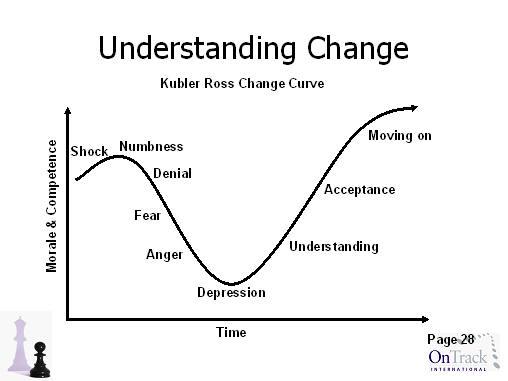 Understanding Change
Kubler Ross Change Curve
Morale & Competence
Shock
Numbness
Denial
Fear
Anger
Depression
Understanding
Acceptance
Moving on
Time
Page 28
OnTrack
INTERNATIONAL